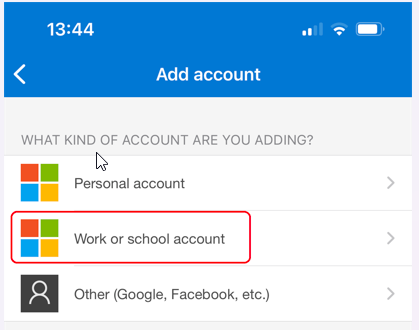 13:44
Add account
WHAT KIND OF ACCOUNT ARE YOU ADDING?
Personal account
Work or school account
Other (Google, Facebook, etc.)